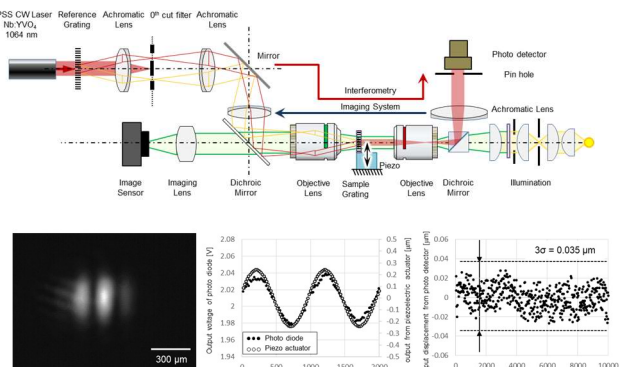 PSS CW Laser
Nb:YVO₄
1064 nm
Reference
Grating
Achromatic
Lens
0th cut filter
Achromatic
Lens
Mirror
Photo detector
Pin hole
Interferometry
Imaging System
Achromatic Lens
Piezo
Image
Sensor
Imaging
Lens
Dichroic
Mirror
Objective
Lens
Sample
Grating
Objective
Lens
Dichroic
Mirror
Illumination
300 µm
Output voltage of photo diode [V]
2.08
2.06
2.04
2.02
2
1.98
1.96
1.94
Photo diode
Piezo actuator
0.5
0.4
0.3
0.2
0.1
0
-0.1
-0.2
-0.3
-0.4
-0.5
output from piezoelectric actuator [µm]
0
500
1000
1500
2000
put displacement from photo detector [µm]
0.06
0.04
0.02
0
-0.02
-0.04
-0.06
3σ = 0.035 µm
0
2000
4000
6000
8000
10000